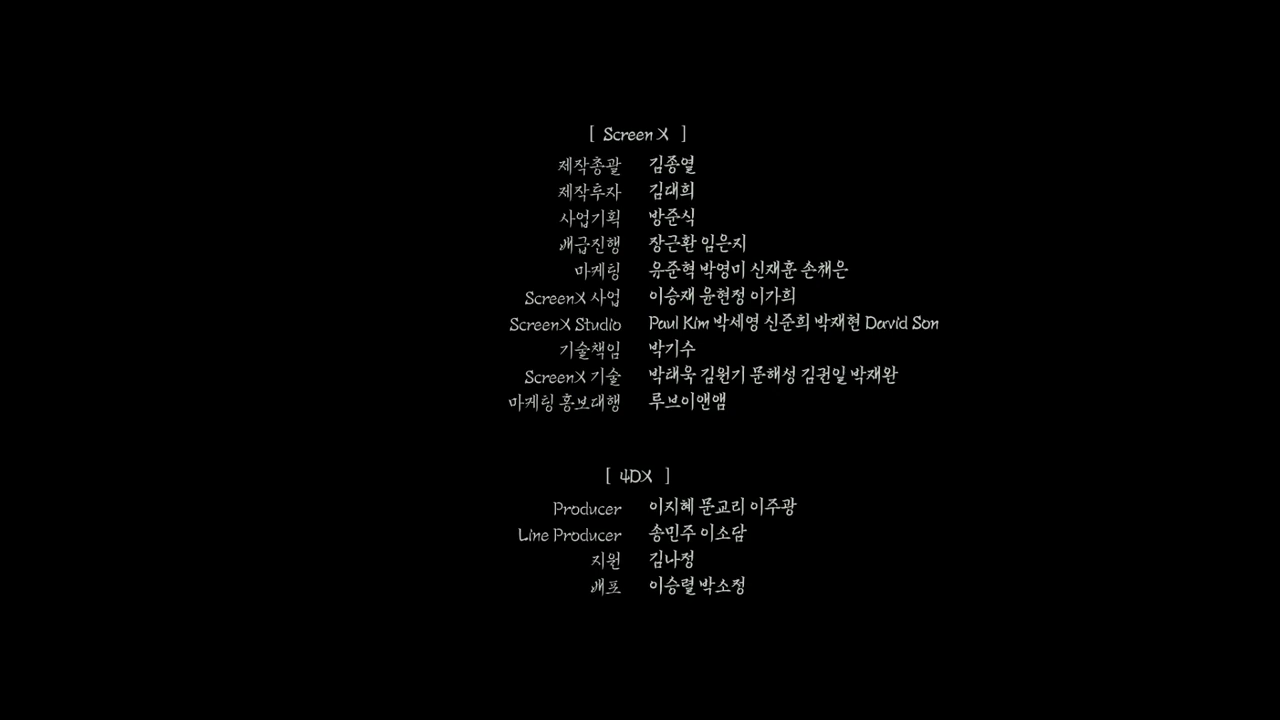 [ ScreenX ]
제작총괄 김종열
제작투자 김대희
사업기획 방준식
배급진행 장근환 임은지
마케팅 유준혁 박영미 신재훈 손채은
ScreenX 사업 이승재 윤현정 이가희
ScreenX Studio Paul Kim 박세영 신준희 박재현 David Son
기술책임 박기수
ScreenX 기술 박태욱 김원기 문해성 김권일 박재완
마케팅 홍보대행 루브이앤앰
[ 4DX ]
Producer 이지혜 문교리 이주광
Line Producer 송민주 이소담
지원 김나정
배포 이승렬 박소정